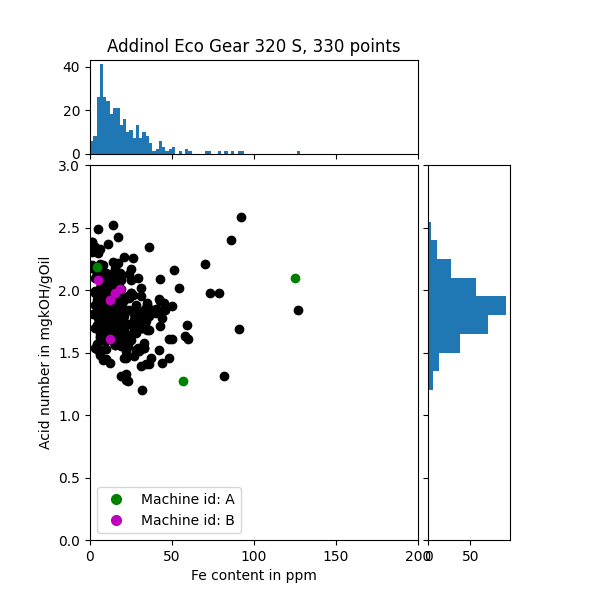 Addinol Eco Gear 320 S, 330 points
40
20
0
3.0
2.5
2.0
1.5
1.0
0.5
0.0
Acid number in mgkOH/gOil
Machine id: A
Machine id: B
0 50 100 150 200 0 50
Fe content in ppm